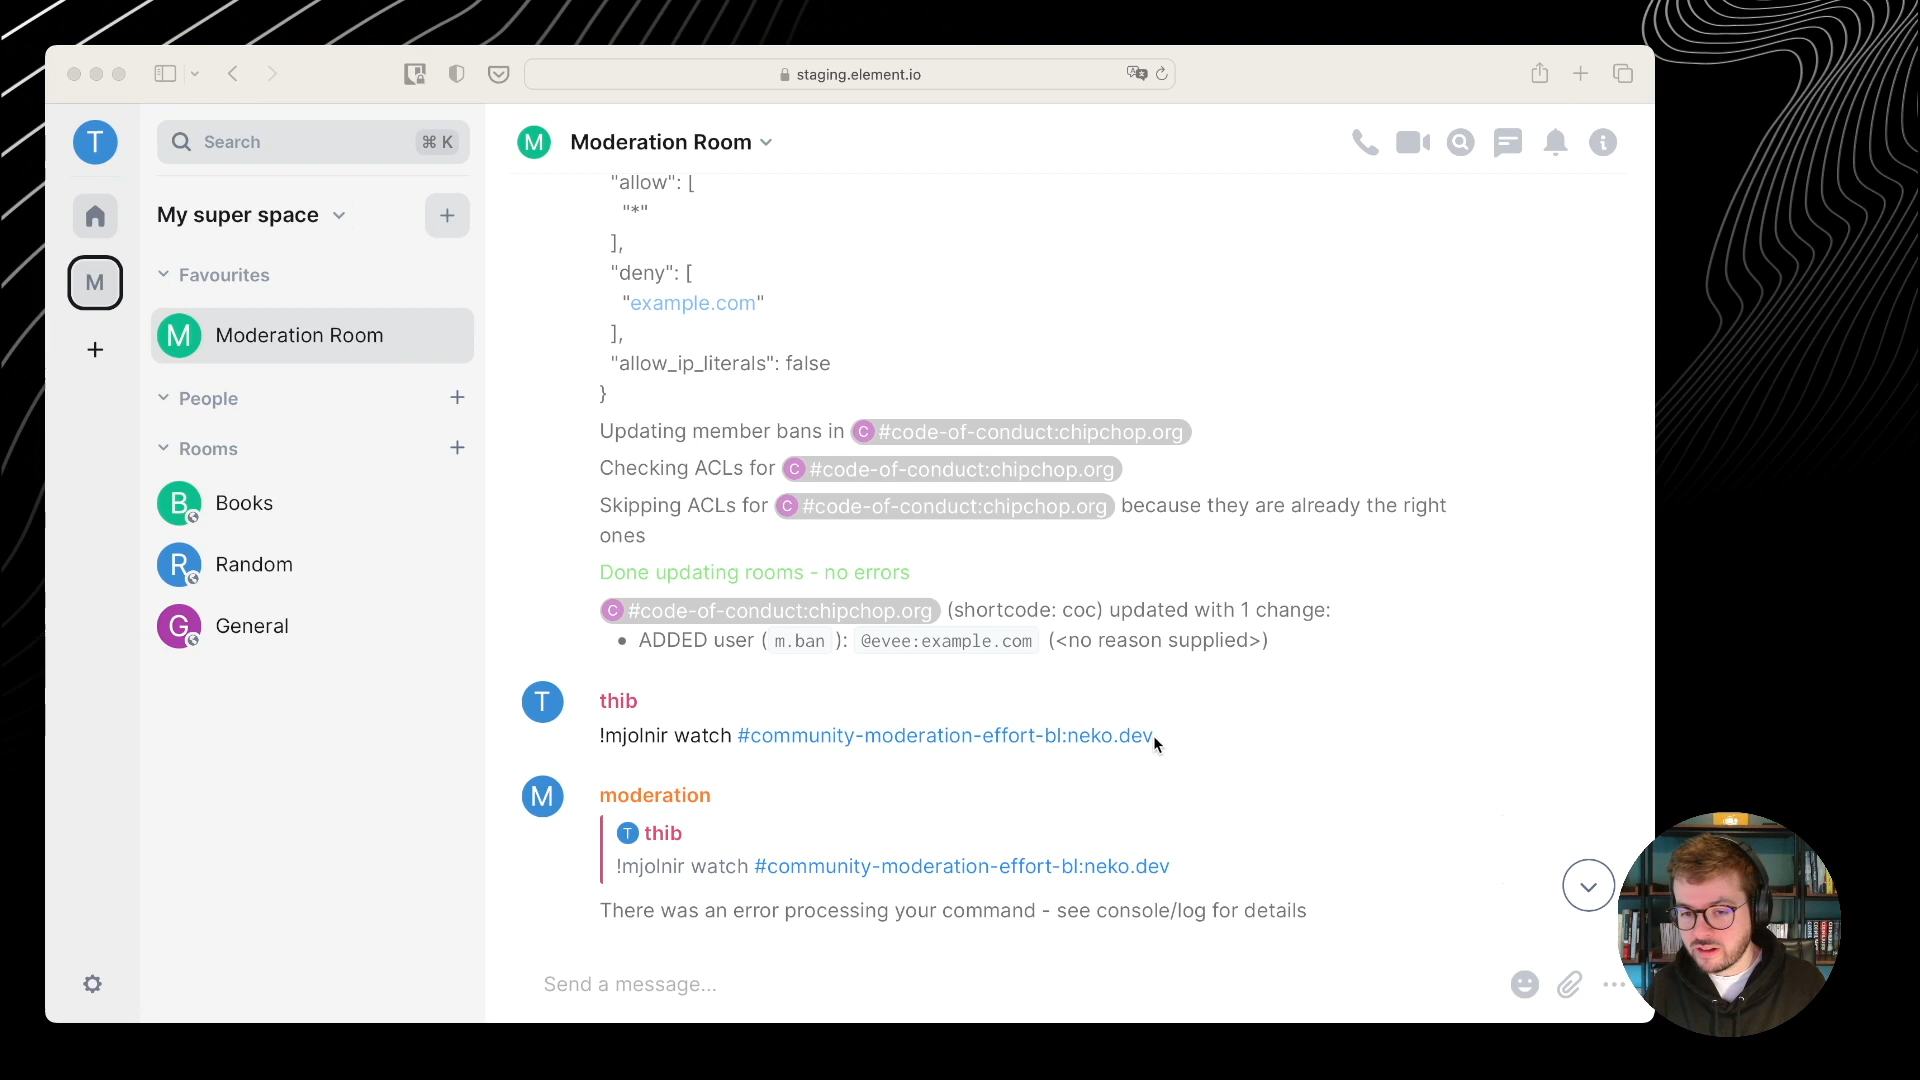 staging.element.io
T
Search
⌘ K
My super space
M
Favourites
M Moderation Room
People
Rooms
B Books
R Random
G General
M Moderation Room
"allow": [
"*"
],
"deny": [
"example.com"
],
"allow_ip_literals": false
}
Updating member bans in C #code-of-conduct:chipchop.org
Checking ACLs for C #code-of-conduct:chipchop.org
Skipping ACLs for C #code-of-conduct:chipchop.org because they are already the right
ones
Done updating rooms - no errors
C #code-of-conduct:chipchop.org (shortcode: coc) updated with 1 change:
• ADDED user ( m.ban ): @evee:example.com (<no reason supplied>)
T thib
!mjolnir watch #community-moderation-effort-bl:neko.dev
M moderation
T thib
!mjolnir watch #community-moderation-effort-bl:neko.dev
There was an error processing your command - see console/log for details
Send a message...